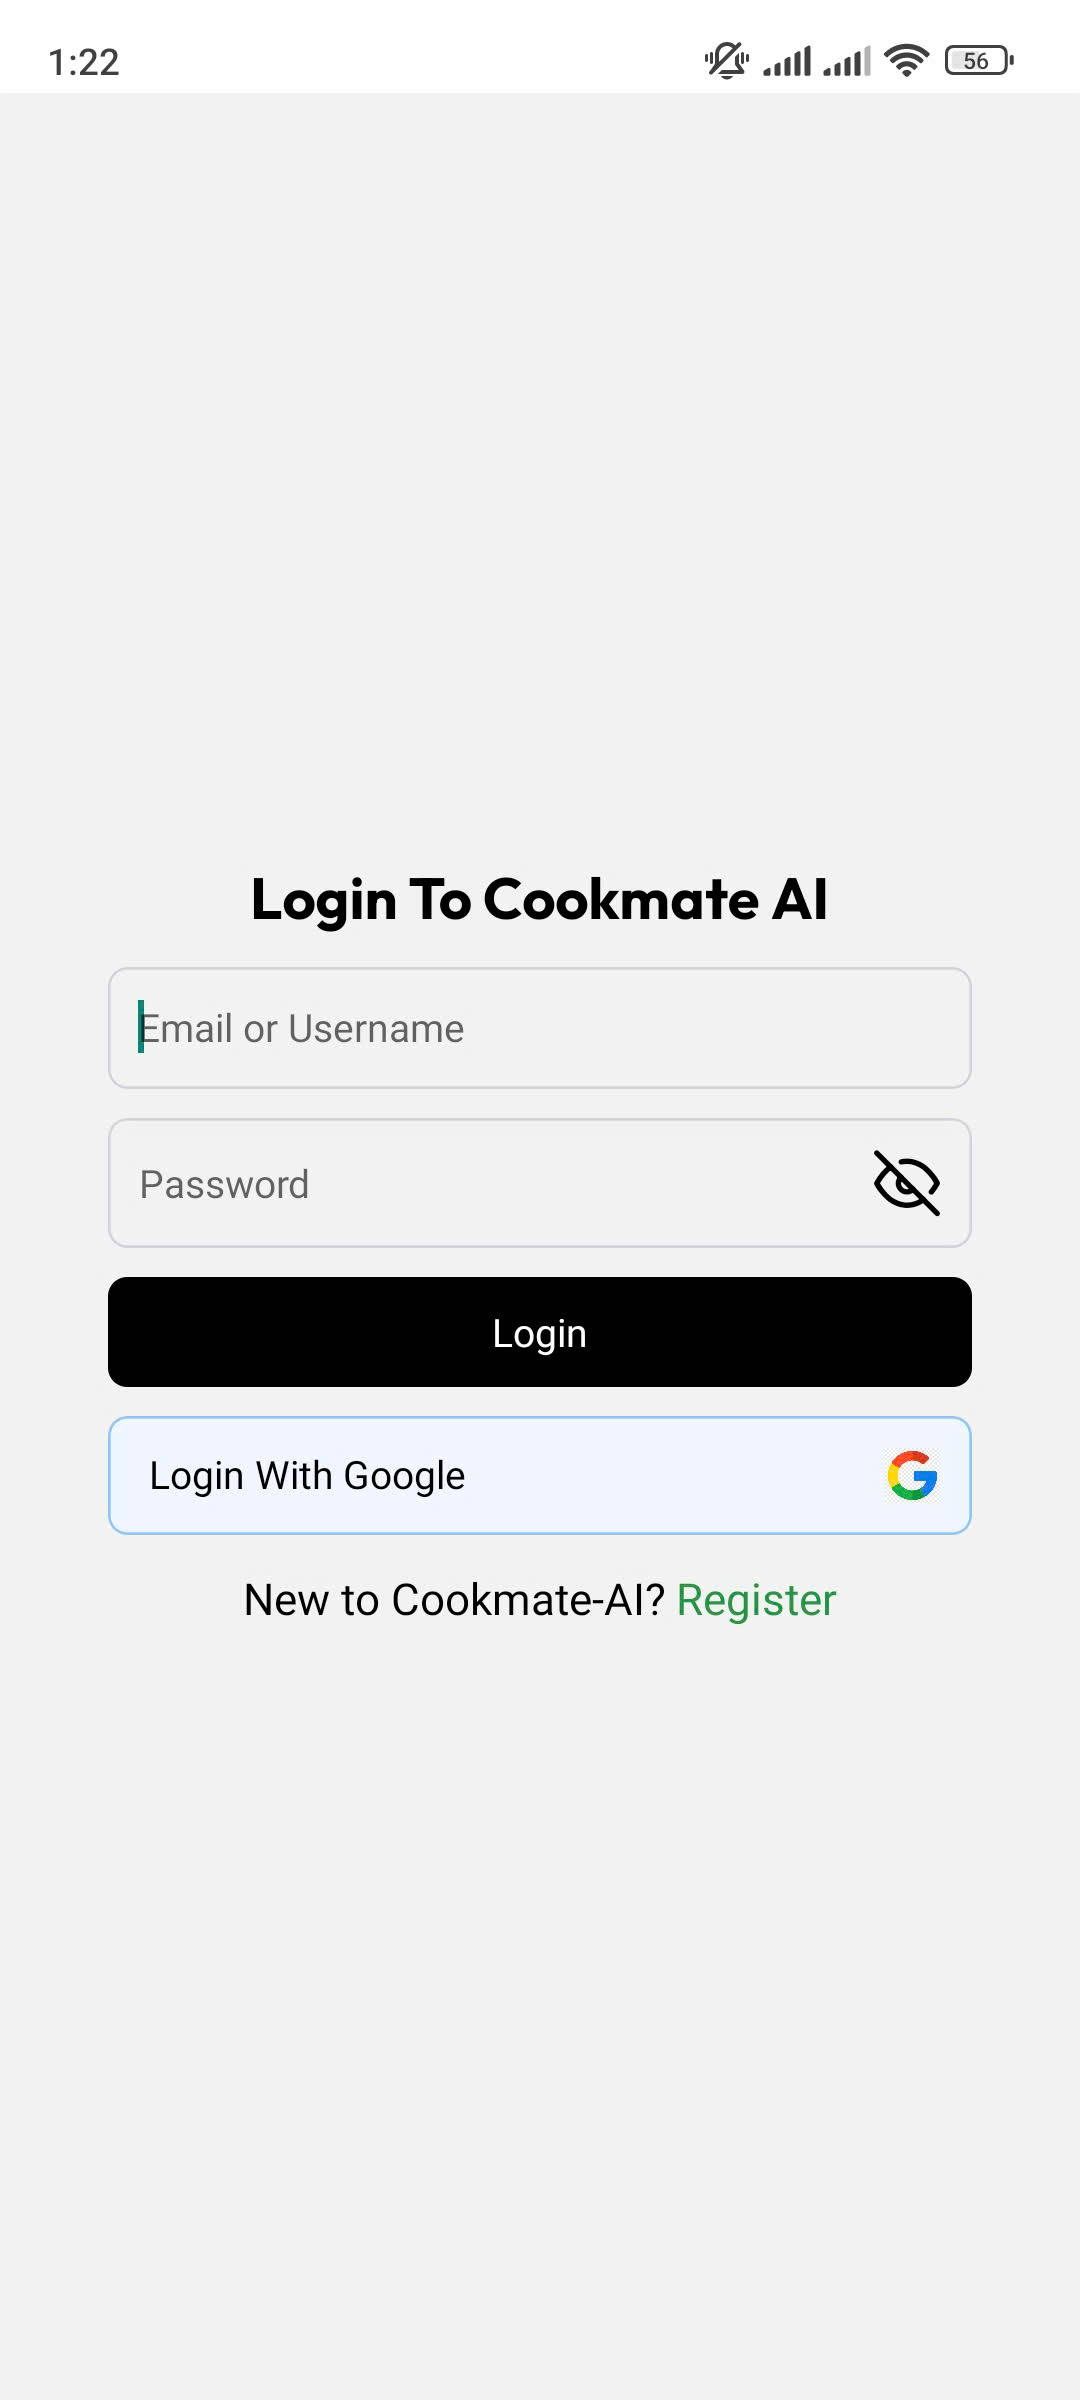 1:22
56
Login To Cookmate AI
Email or Username
Password
Login
Login With Google
New to Cookmate-AI? Register